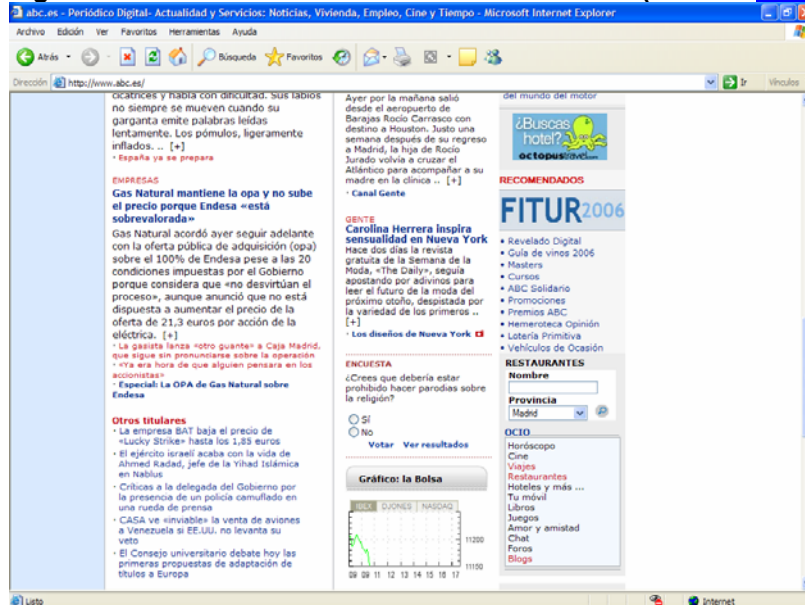 abc.es - Periódico Digital- Actualidad y Servicios: Noticias, Vivienda, Empleo, Cine y Tiempo - Microsoft Internet Explorer
Archivo Edición Ver Favoritos Herramientas Ayuda
Atrás Búsqueda Favoritos
Dirección http://www.abc.es/ Ir Vínculos
cicatrices y habla con dificultad. Sus labios
no siempre se mueven cuando su
garganta emite palabras leídas
lentamente. Los pómulos, ligeramente
inflados. .. [+]
· España ya se prepara
EMPRESAS
Gas Natural mantiene la opa y no sube
el precio porque Endesa «está
sobrevalorada»
Gas Natural acordó ayer seguir adelante
con la oferta pública de adquisición (opa)
sobre el 100% de Endesa pese a las 20
condiciones impuestas por el Gobierno
porque considera que «no desvirtúan el
proceso», aunque anunció que no está
dispuesta a aumentar el precio de la
oferta de 21,3 euros por acción de la
eléctrica. [+]
· La gasista lanza «otro guante» a Caja Madrid,
que sigue sin pronunciarse sobre la operación
· «Ya era hora de que alguien pensara en los
accionistas»
· Especial: La OPA de Gas Natural sobre
Endesa
Otros titulares
· La empresa BAT baja el precio de
«Lucky Strike» hasta los 1,85 euros
· El ejército israelí acaba con la vida de
Ahmed Radad, jefe de la Yihad Islámica
en Nablus
· Críticas a la delegada del Gobierno por
la presencia de un policía camuflado en
una rueda de prensa
· CASA ve «inviable» la venta de aviones
a Venezuela si EE.UU. no levanta su
veto
· El Consejo universitario debate hoy las
primeras propuestas de adaptación de
títulos a Europa
Ayer por la mañana salió
desde el aeropuerto de
Barajas Rocío Carrasco con
destino a Houston. Justo una
semana después de su regreso
a Madrid, la hija de Rocío
Jurado volvía a cruzar el
Atlántico para acompañar a su
madre en la clínica .. [+]
· Canal Gente
GENTE
Carolina Herrera inspira
sensualidad en Nueva York
Hace dos días la revista
gratuita de la Semana de la
Moda, «The Daily», seguía
apostando por adivinos para
leer el futuro de la moda del
próximo otoño, despistada por
la variedad de los primeros ..
[+]
· Los diseños de Nueva York
ENCUESTA
¿Crees que debería estar
prohibido hacer parodias sobre
la religión?
Sí
No
Votar Ver resultados
Gráfico: la Bolsa
IBEX DJONES NASDAQ
11200
11150
09 09 11 12 13 14 15 16 17
del mundo del motor
¿Buscas
hotel?
octopustravel.com
RECOMENDADOS
FITUR2006
• Revelado Digital
• Guía de vinos 2006
• Masters
• Cursos
• ABC Solidario
• Promociones
• Premios ABC
• Hemeroteca Opinión
• Lotería Primitiva
• Vehículos de Ocasión
RESTAURANTES
Nombre
Provincia
Madrid
OCIO
Horóscopo
Cine
Viajes
Restaurantes
Hoteles y más ...
Tu móvil
Libros
Juegos
Amor y amistad
Chat
Foros
Blogs
Listo Internet